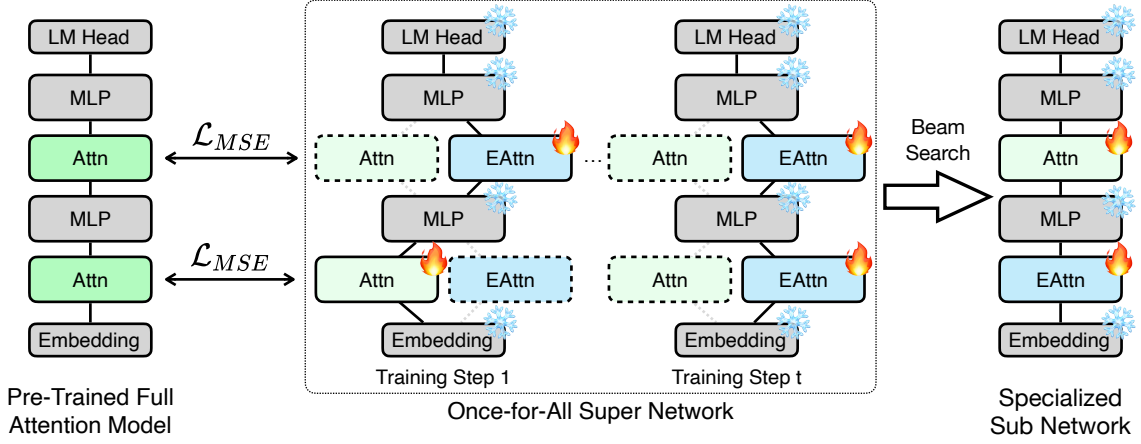 LM Head
MLP
Attn
MLP
Attn
Embedding
Pre-Trained Full
Attention Model
L_MSE
L_MSE
LM Head
MLP
Attn
EAttn
MLP
Attn
EAttn
Embedding
Training Step 1
...
LM Head
MLP
Attn
EAttn
MLP
Attn
EAttn
Embedding
Training Step t
Once-for-All Super Network
Beam
Search
LM Head
MLP
Attn
MLP
EAttn
Embedding
Specialized
Sub Network